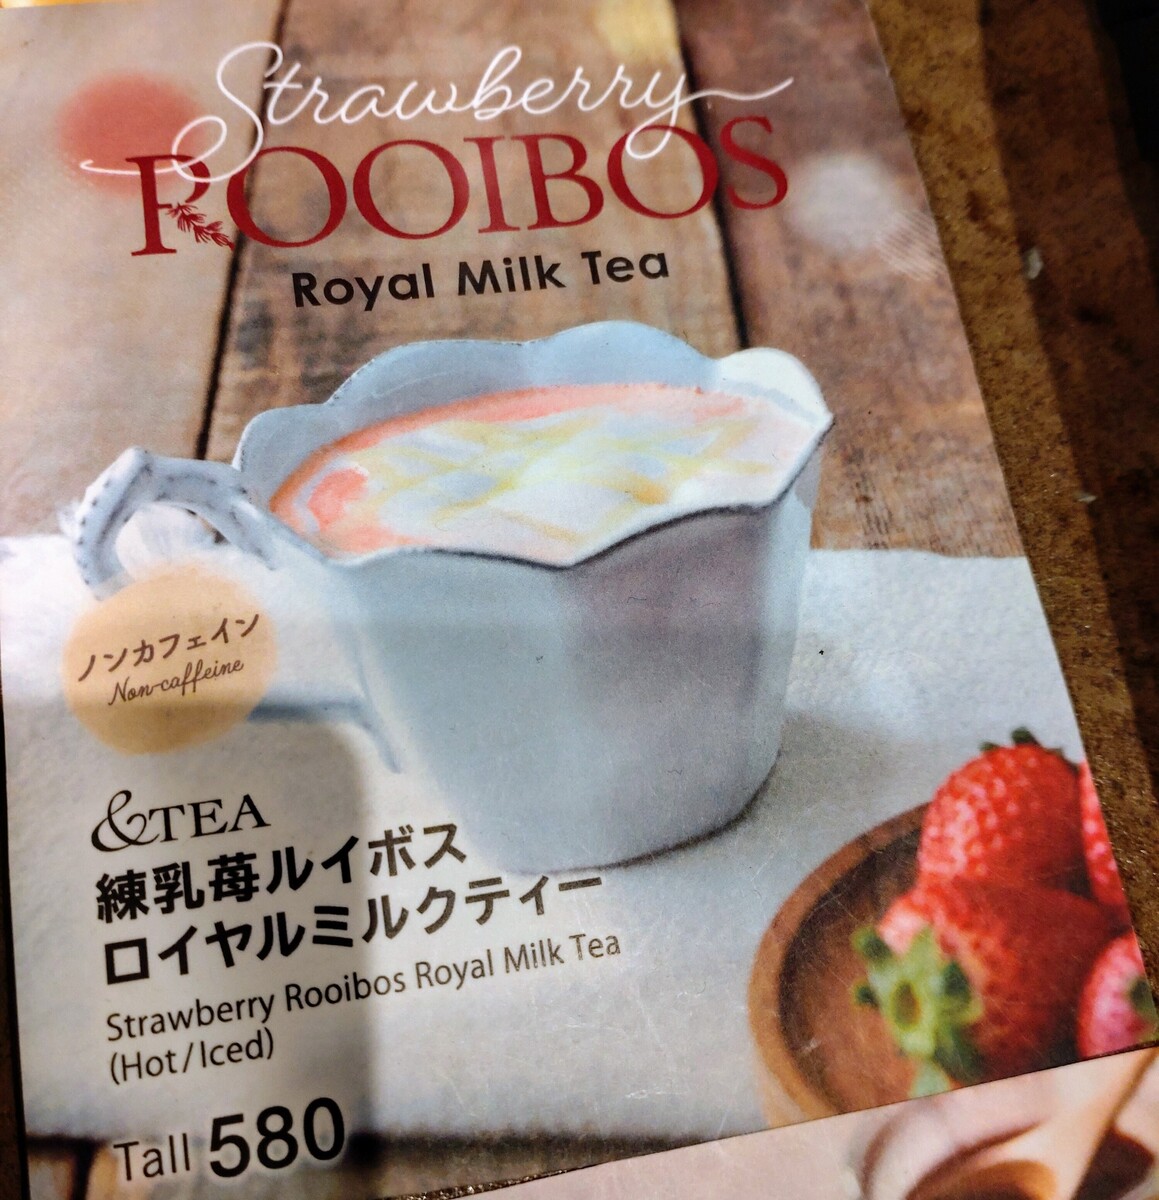 Strawberry
ROOIBOS
Royal Milk Tea
ノンカフェイン
Non-caffeine
&TEA
練乳苺ルイボス
ロイヤルミルクティー
Strawberry Rooibos Royal Milk Tea
(Hot/Iced)
Tall 580